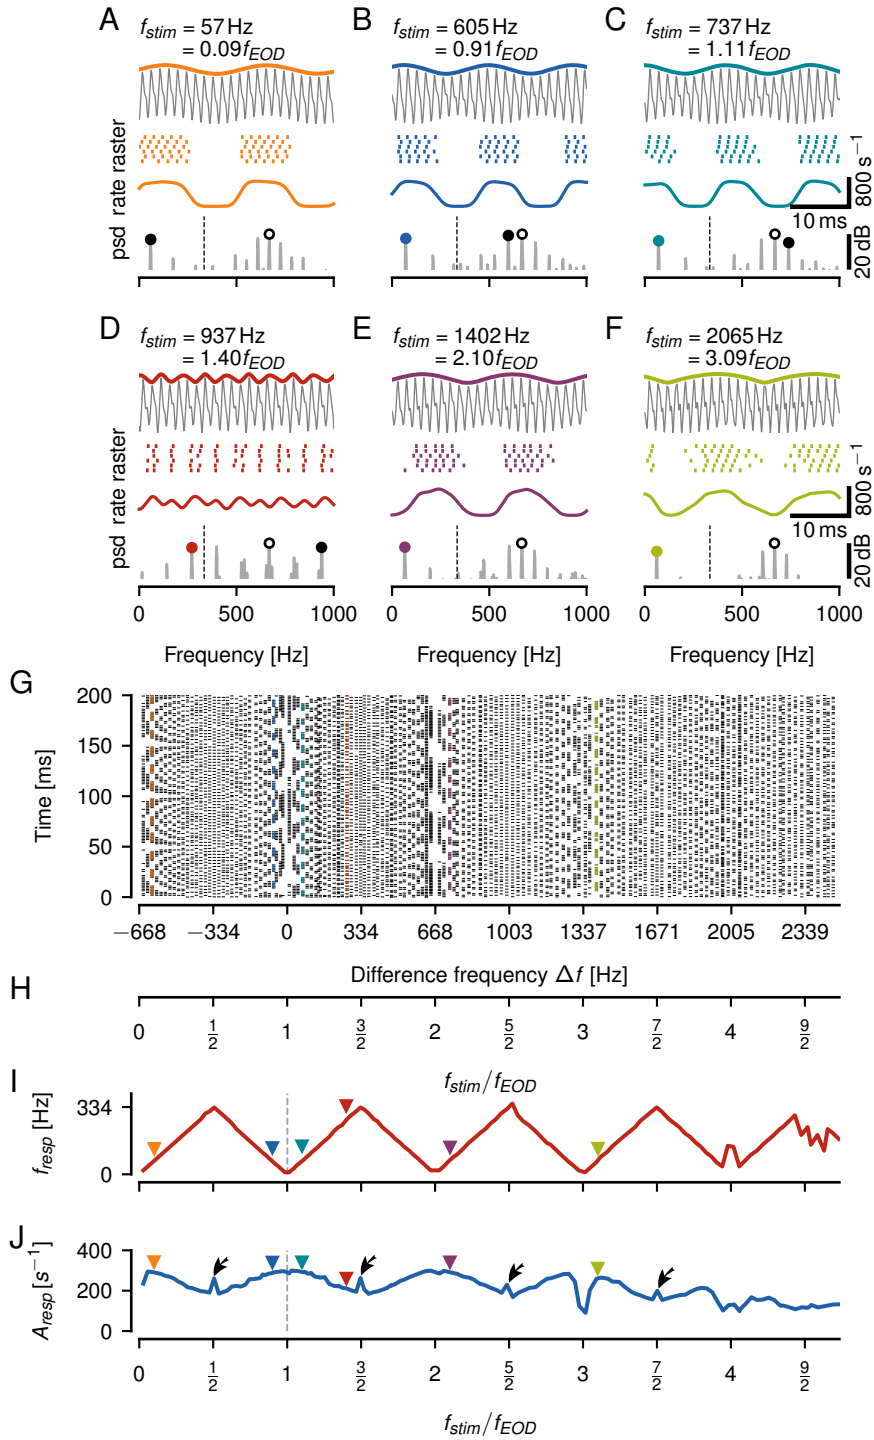 A
f_stim = 57 Hz
= 0.09 f_EOD
B
f_stim = 605 Hz
= 0.91 f_EOD
C
f_stim = 737 Hz
= 1.11 f_EOD
raster
rate
psd
800 s⁻¹
10 ms
20 dB
D
f_stim = 937 Hz
= 1.40 f_EOD
E
f_stim = 1402 Hz
= 2.10 f_EOD
F
f_stim = 2065 Hz
= 3.09 f_EOD
raster
rate
psd
800 s⁻¹
10 ms
20 dB
0 500 1000
0 500 1000
0 500 1000
Frequency [Hz]
Frequency [Hz]
Frequency [Hz]
G
Time [ms]
200
150
100
50
0
−668 −334 0 334 668 1003 1337 1671 2005 2339
Difference frequency Δf [Hz]
H
0 1/2 1 3/2 2 5/2 3 7/2 4 9/2
f_stim / f_EOD
I
f_resp [Hz]
334
0
J
A_resp [s⁻¹]
400
200
0
0 1/2 1 3/2 2 5/2 3 7/2 4 9/2
f_stim / f_EOD